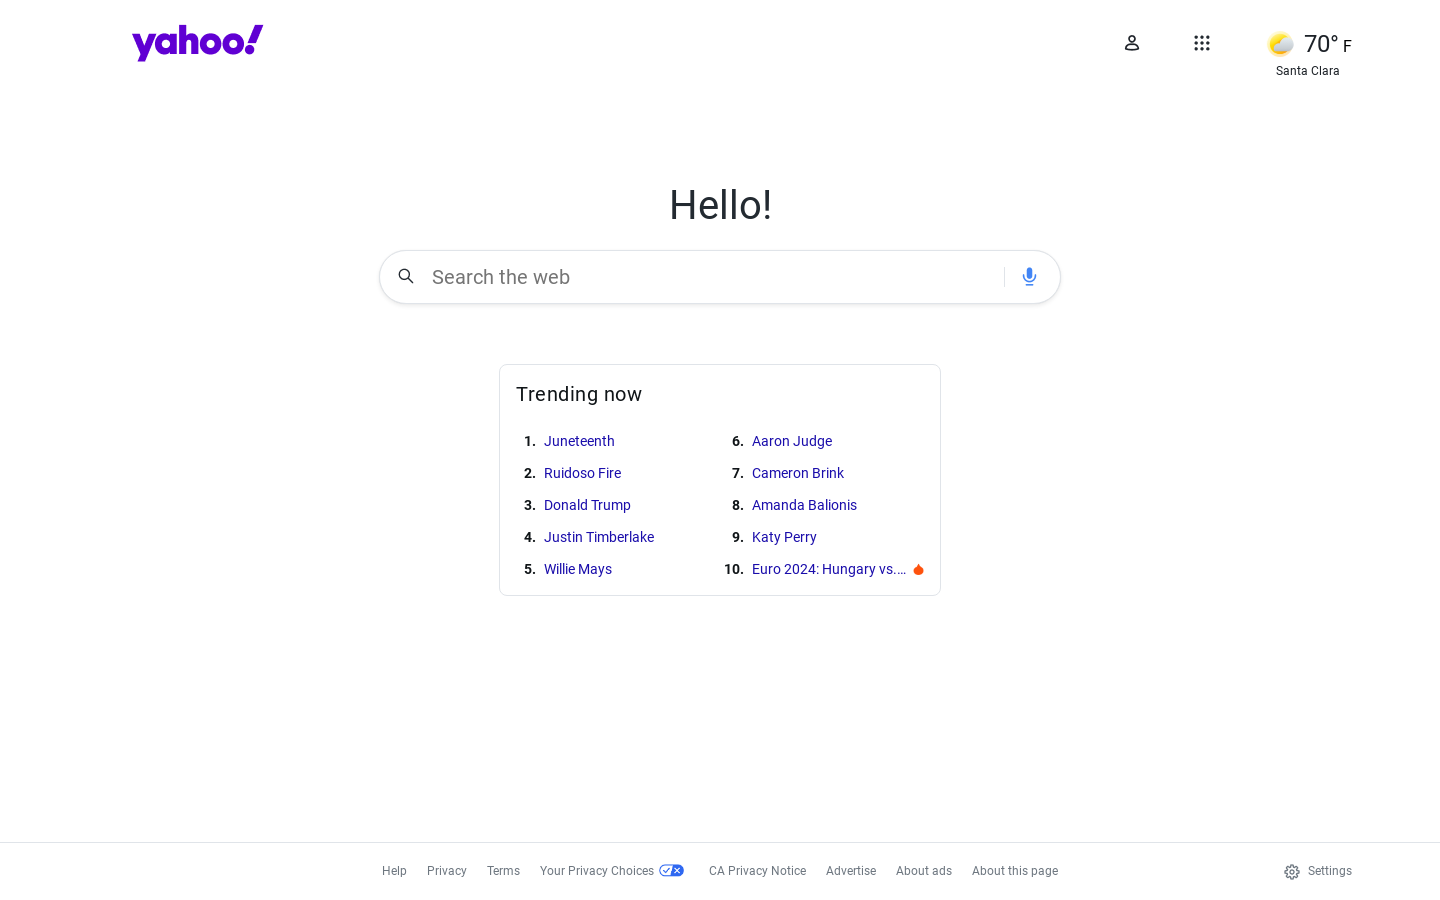 yahoo!
70° F
Santa Clara
Hello!
Search the web
Trending now
1. Juneteenth
2. Ruidoso Fire
3. Donald Trump
4. Justin Timberlake
5. Willie Mays
6. Aaron Judge
7. Cameron Brink
8. Amanda Balionis
9. Katy Perry
10. Euro 2024: Hungary vs....
Help Privacy Terms Your Privacy Choices CA Privacy Notice Advertise About ads About this page Settings